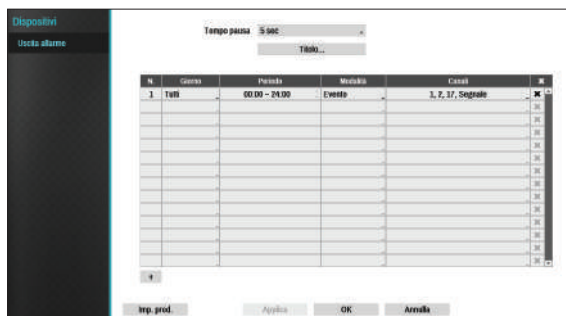 Dispositivi
Uscita allarme
Tempo pausa 5 sec
Titolo...
N. Giorno Periodo Modalità Canali ✖
1 Tutti 00:00 – 24:00 Evento 1, 2, 17, Segnale ✖
+
Imp. prod. Applica OK Annulla